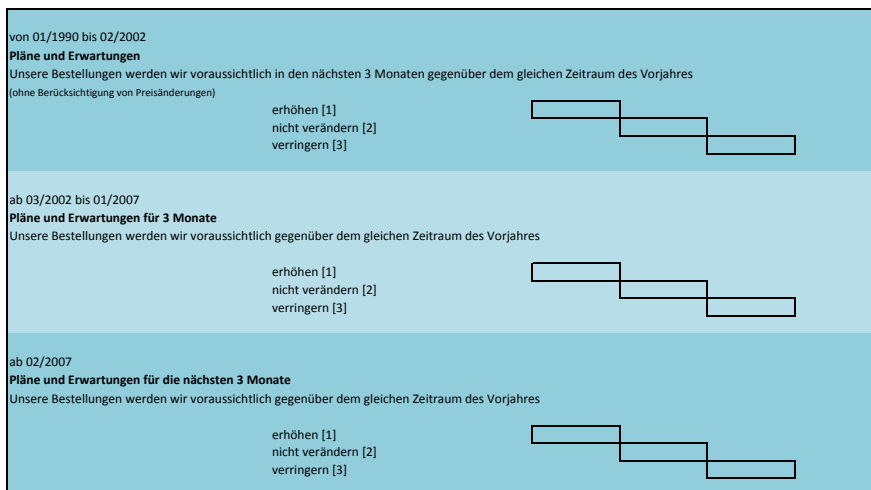 von 01/1990 bis 02/2002
Pläne und Erwartungen
Unsere Bestellungen werden wir voraussichtlich in den nächsten 3 Monaten gegenüber dem gleichen Zeitraum des Vorjahres
(ohne Berücksichtigung von Preisänderungen)
erhöhen [1]
nicht verändern [2]
verringern [3]
ab 03/2002 bis 01/2007
Pläne und Erwartungen für 3 Monate
Unsere Bestellungen werden wir voraussichtlich gegenüber dem gleichen Zeitraum des Vorjahres
erhöhen [1]
nicht verändern [2]
verringern [3]
ab 02/2007
Pläne und Erwartungen für die nächsten 3 Monate
Unsere Bestellungen werden wir voraussichtlich gegenüber dem gleichen Zeitraum des Vorjahres
erhöhen [1]
nicht verändern [2]
verringern [3]